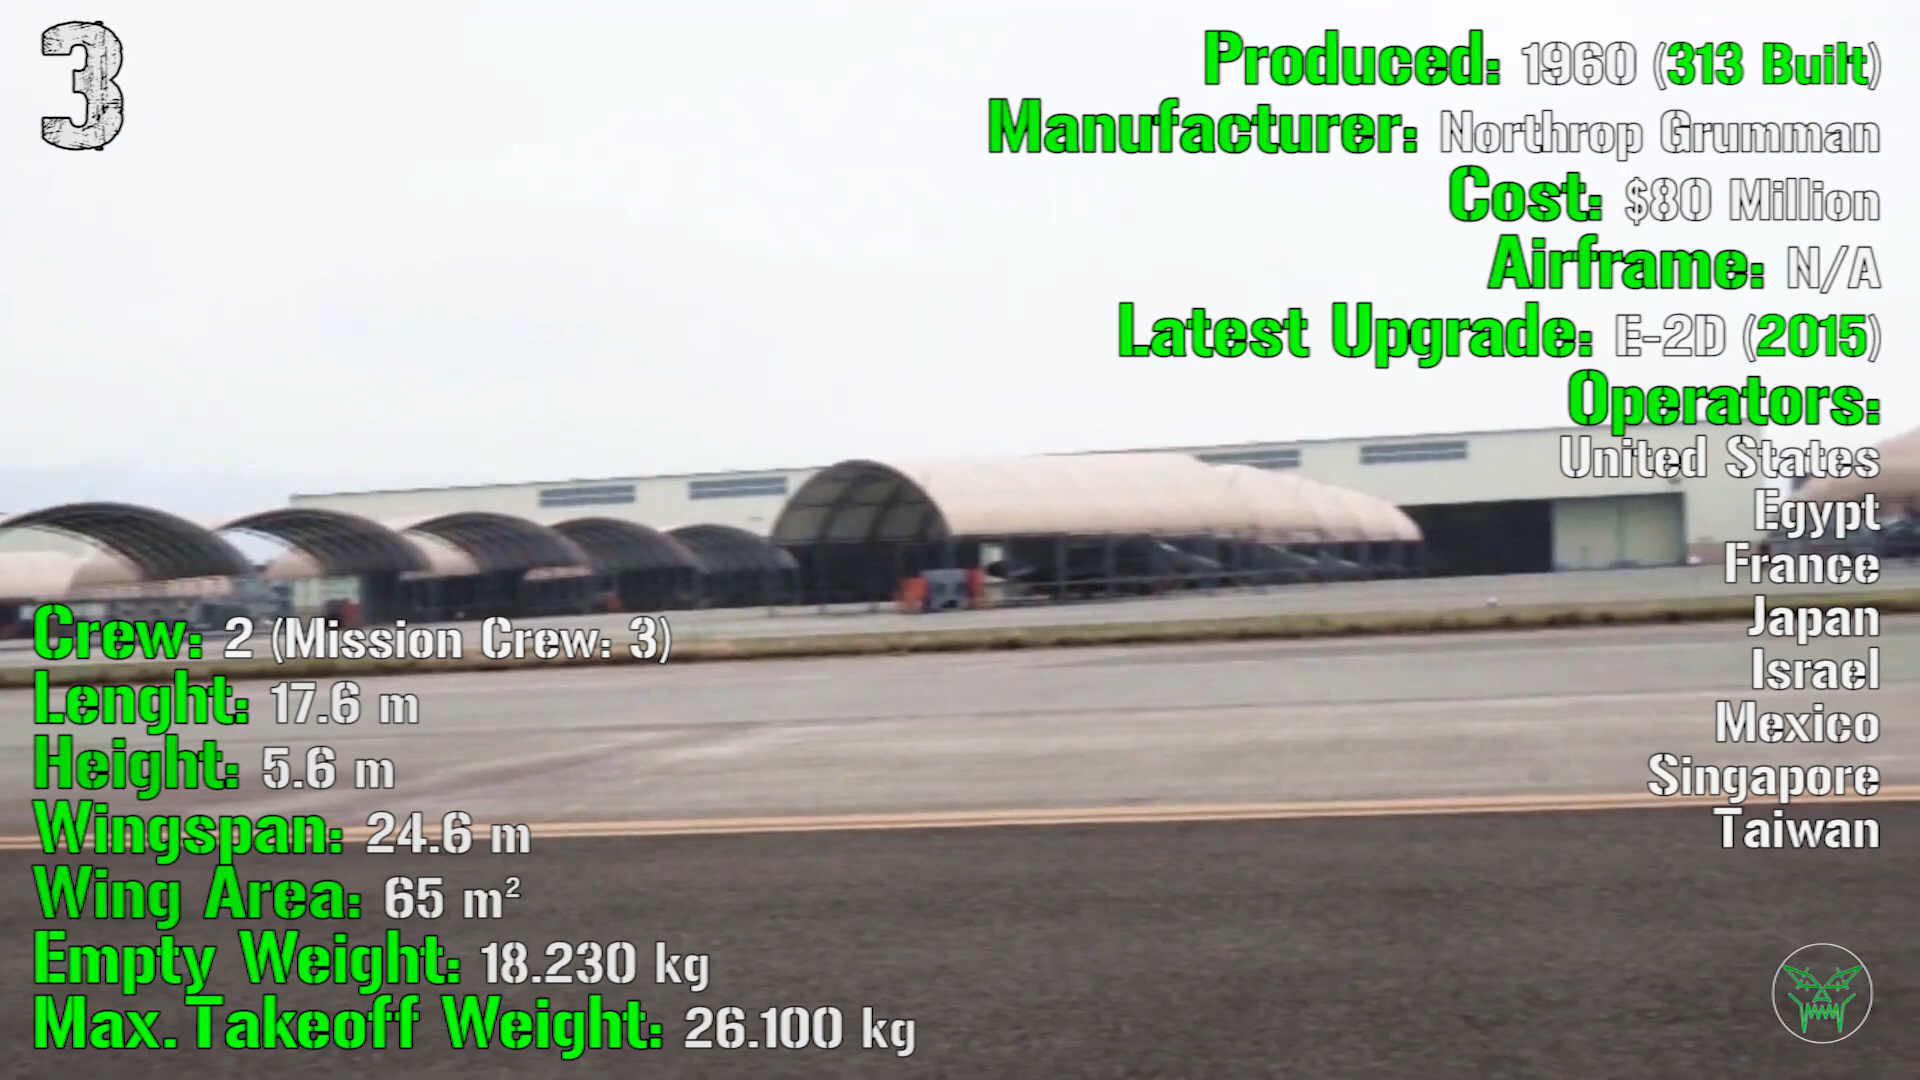 3
Produced: 1960 (313 Built)
Manufacturer: Northrop Grumman
Cost: $80 Million
Airframe: N/A
Latest Upgrade: E-2D (2015)
Operators:
United States
Egypt
France
Japan
Israel
Mexico
Singapore
Taiwan
Crew: 2 (Mission Crew: 3)
Lenght: 17.6 m
Height: 5.6 m
Wingspan: 24.6 m
Wing Area: 65 m²
Empty Weight: 18.230 kg
Max.Takeoff Weight: 26.100 kg